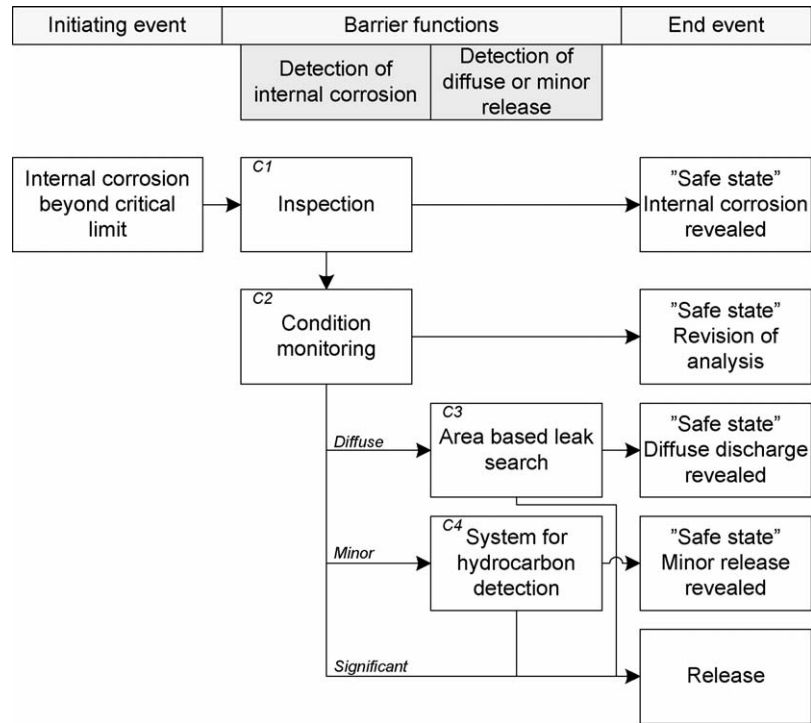 Initiating event
Barrier functions
End event
Detection of
internal corrosion
Detection of
diffuse or minor
release
Internal corrosion
beyond critical
limit
C1
Inspection
"Safe state"
Internal corrosion
revealed
C2
Condition
monitoring
"Safe state"
Revision of
analysis
Diffuse
C3
Area based leak
search
"Safe state"
Diffuse discharge
revealed
Minor
C4
System for
hydrocarbon
detection
"Safe state"
Minor release
revealed
Significant
Release